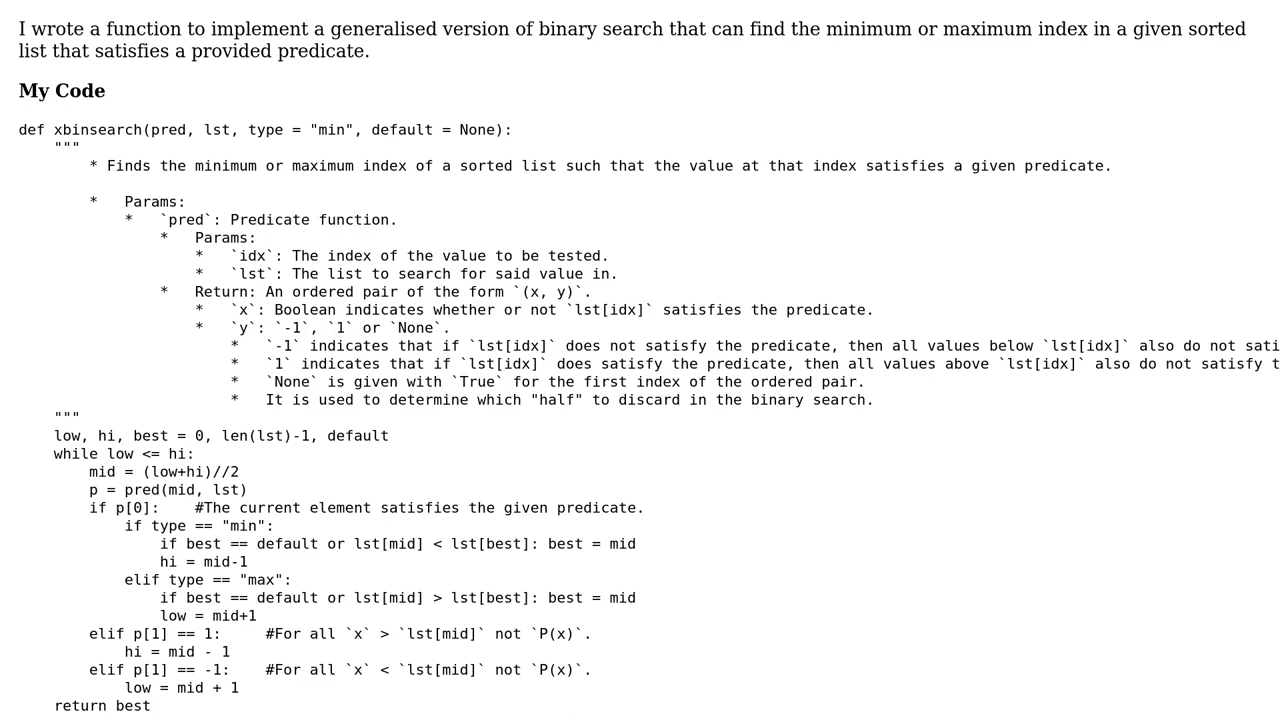 I wrote a function to implement a generalised version of binary search that can find the minimum or maximum index in a given sorted
list that satisfies a provided predicate.
My Code
def xbinsearch(pred, lst, type = "min", default = None):
    """
        * Finds the minimum or maximum index of a sorted list such that the value at that index satisfies a given predicate.

        *   Params:
            *   `pred`: Predicate function.
                *   Params:
                    *   `idx`: The index of the value to be tested.
                    *   `lst`: The list to search for said value in.
                *   Return: An ordered pair of the form `(x, y)`.
                    *   `x`: Boolean indicates whether or not `lst[idx]` satisfies the predicate.
                    *   `y`: `-1`, `1` or `None`.
                        *   `-1` indicates that if `lst[idx]` does not satisfy the predicate, then all values below `lst[idx]` also do not sati
                        *   `1` indicates that if `lst[idx]` does satisfy the predicate, then all values above `lst[idx]` also do not satisfy t
                        *   `None` is given with `True` for the first index of the ordered pair.
                        *   It is used to determine which "half" to discard in the binary search.
    """
    low, hi, best = 0, len(lst)-1, default
    while low <= hi:
        mid = (low+hi)//2
        p = pred(mid, lst)
        if p[0]:    #The current element satisfies the given predicate.
            if type == "min":
                if best == default or lst[mid] < lst[best]: best = mid
                hi = mid-1
            elif type == "max":
                if best == default or lst[mid] > lst[best]: best = mid
                low = mid+1
        elif p[1] == 1:     #For all `x` > `lst[mid]` not `P(x)`.
            hi = mid - 1
        elif p[1] == -1:    #For all `x` < `lst[mid]` not `P(x)`.
            low = mid + 1
    return best